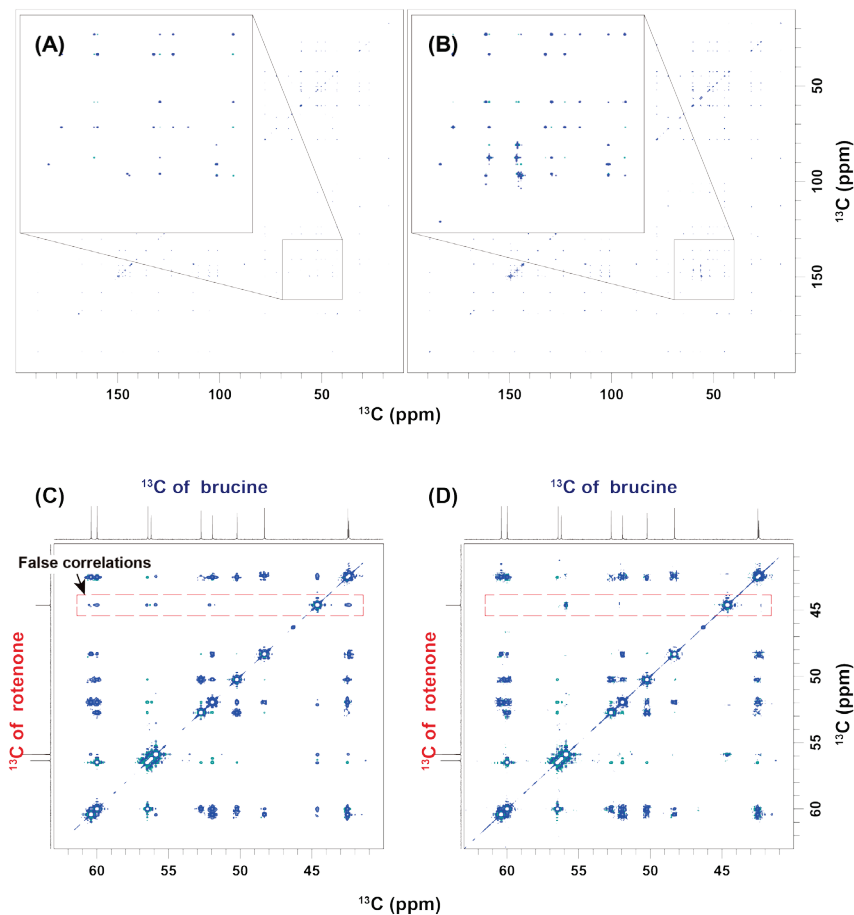 (A)
(B)
50
100
150
¹³C (ppm)
150
100
50
150
100
50
¹³C (ppm)
(C)
¹³C of brucine
(D)
¹³C of brucine
False correlations
¹³C of rotenone
¹³C of rotenone
45
50
55
60
¹³C (ppm)
60
55
50
45
60
55
50
45
¹³C (ppm)